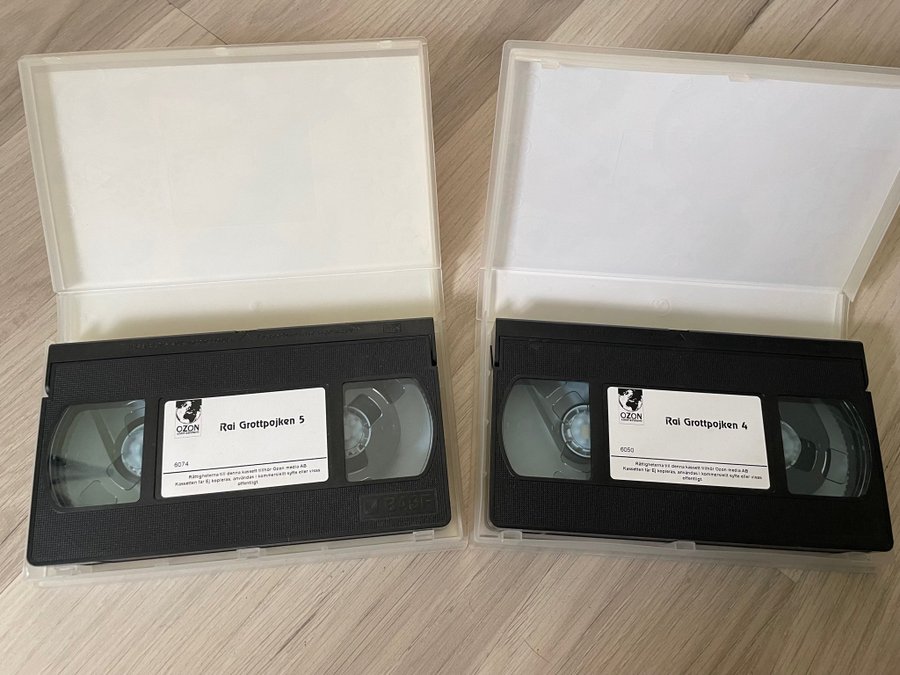 OZON
Rai Grottpojken 5
6074
Rättigheterna till denna kassett tillhör Ozon media AB
Kassetten får Ej kopieras, användas i kommersiellt syfte eller visas
offentligt.
OZON
Rai Grottpojken 4
6050
Rättigheterna till denna kassett tillhör Ozon media AB
Kassetten får Ej kopieras, användas i kommersiellt syfte eller visas
offentligt.